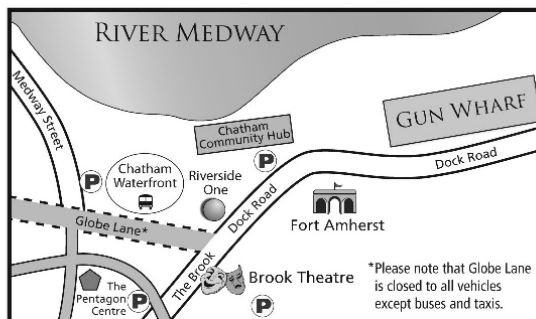 RIVER MEDWAY
Medway Street
GUN WHARF
Chatham
Community Hub
P
Dock Road
Chatham
Waterfront
P
Riverside
One
Dock Road
Fort Amherst
Globe Lane*
The Brook
Brook Theatre
*Please note that Globe Lane
is closed to all vehicles
except buses and taxis.
The
Pentagon
Centre
P
P